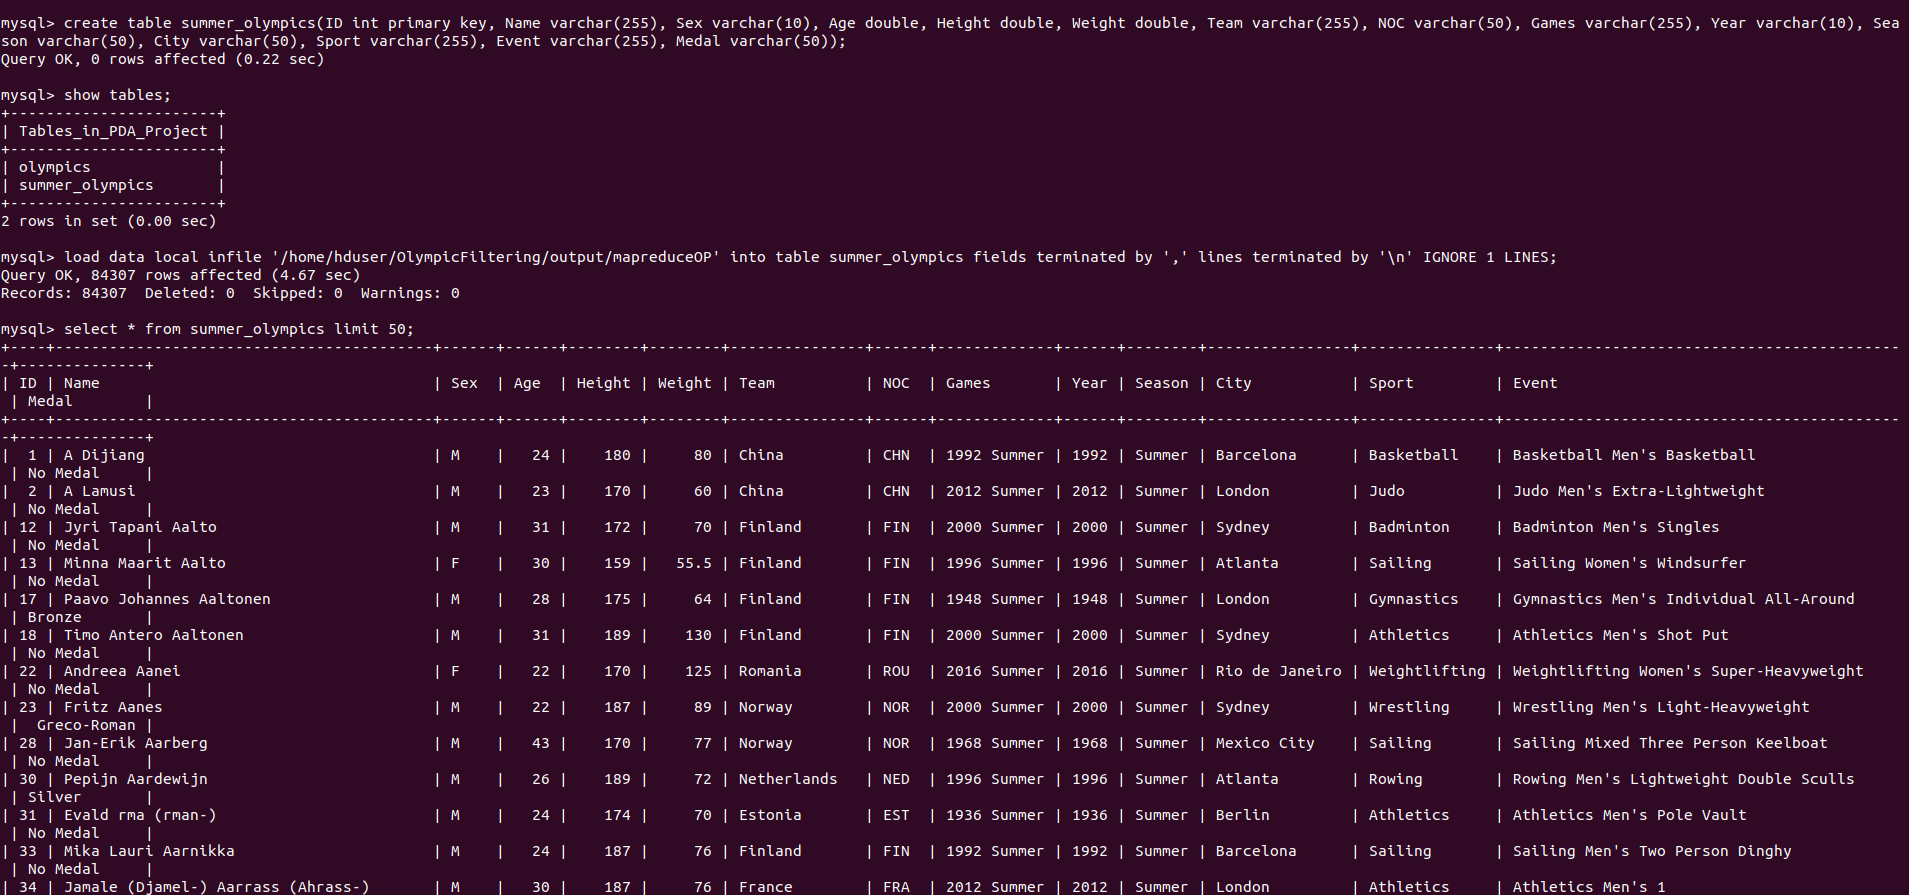 mysql> create table summer_olympics(ID int primary key, Name varchar(255), Sex varchar(10), Age double, Height double, Weight double, Team varchar(255), NOC varchar(50), Games varchar(255), Year varchar(10), Sea
son varchar(50), City varchar(50), Sport varchar(255), Event varchar(255), Medal varchar(50));
Query OK, 0 rows affected (0.22 sec)
mysql> show tables;
+-----------------------+
| Tables_in_PDA_Project |
+-----------------------+
| olympics              |
| summer_olympics       |
+-----------------------+
2 rows in set (0.00 sec)
mysql> load data local infile '/home/hduser/OlympicFiltering/output/mapreduceOP' into table summer_olympics fields terminated by ',' lines terminated by '\n' IGNORE 1 LINES;
Query OK, 84307 rows affected (4.67 sec)
Records: 84307  Deleted: 0  Skipped: 0  Warnings: 0
mysql> select * from summer_olympics limit 50;
+----+------------------------------------------+------+------+--------+--------+---------------+------+-------------+------+--------+----------------+---------------+--------------------------------------------
-+--------------+
| ID | Name                                     | Sex  | Age  | Height | Weight | Team          | NOC  | Games       | Year | Season | City           | Sport         | Event
 | Medal        |
+----+------------------------------------------+------+------+--------+--------+---------------+------+-------------+------+--------+----------------+---------------+--------------------------------------------
-+--------------+
|  1 | A Dijiang                                | M    |   24 |    180 |     80 | China         | CHN  | 1992 Summer | 1992 | Summer | Barcelona      | Basketball    | Basketball Men's Basketball
 | No Medal     |
|  2 | A Lamusi                                 | M    |   23 |    170 |     60 | China         | CHN  | 2012 Summer | 2012 | Summer | London         | Judo          | Judo Men's Extra-Lightweight
 | No Medal     |
| 12 | Jyri Tapani Aalto                        | M    |   31 |    172 |     70 | Finland       | FIN  | 2000 Summer | 2000 | Summer | Sydney         | Badminton     | Badminton Men's Singles
 | No Medal     |
| 13 | Minna Maarit Aalto                       | F    |   30 |    159 |   55.5 | Finland       | FIN  | 1996 Summer | 1996 | Summer | Atlanta        | Sailing       | Sailing Women's Windsurfer
 | No Medal     |
| 17 | Paavo Johannes Aaltonen                  | M    |   28 |    175 |     64 | Finland       | FIN  | 1948 Summer | 1948 | Summer | London         | Gymnastics    | Gymnastics Men's Individual All-Around
 | Bronze       |
| 18 | Timo Antero Aaltonen                     | M    |   31 |    189 |    130 | Finland       | FIN  | 2000 Summer | 2000 | Summer | Sydney         | Athletics     | Athletics Men's Shot Put
 | No Medal     |
| 22 | Andreea Aanei                            | F    |   22 |    170 |    125 | Romania       | ROU  | 2016 Summer | 2016 | Summer | Rio de Janeiro | Weightlifting | Weightlifting Women's Super-Heavyweight
 | No Medal     |
| 23 | Fritz Aanes                              | M    |   22 |    187 |     89 | Norway        | NOR  | 2000 Summer | 2000 | Summer | Sydney         | Wrestling     | Wrestling Men's Light-Heavyweight
 |  Greco-Roman |
| 28 | Jan-Erik Aarberg                         | M    |   43 |    170 |     77 | Norway        | NOR  | 1968 Summer | 1968 | Summer | Mexico City    | Sailing       | Sailing Mixed Three Person Keelboat
 | No Medal     |
| 30 | Pepijn Aardewijn                         | M    |   26 |    189 |     72 | Netherlands   | NED  | 1996 Summer | 1996 | Summer | Atlanta        | Rowing        | Rowing Men's Lightweight Double Sculls
 | Silver       |
| 31 | Evald rma (rman-)                        | M    |   24 |    174 |     70 | Estonia       | EST  | 1936 Summer | 1936 | Summer | Berlin         | Athletics     | Athletics Men's Pole Vault
 | No Medal     |
| 33 | Mika Lauri Aarnikka                      | M    |   24 |    187 |     76 | Finland       | FIN  | 1992 Summer | 1992 | Summer | Barcelona      | Sailing       | Sailing Men's Two Person Dinghy
 | No Medal     |
| 34 | Jamale (Djamel-) Aarrass (Ahrass-)       | M    |   30 |    187 |     76 | France        | FRA  | 2012 Summer | 2012 | Summer | London         | Athletics     | Athletics Men's 1